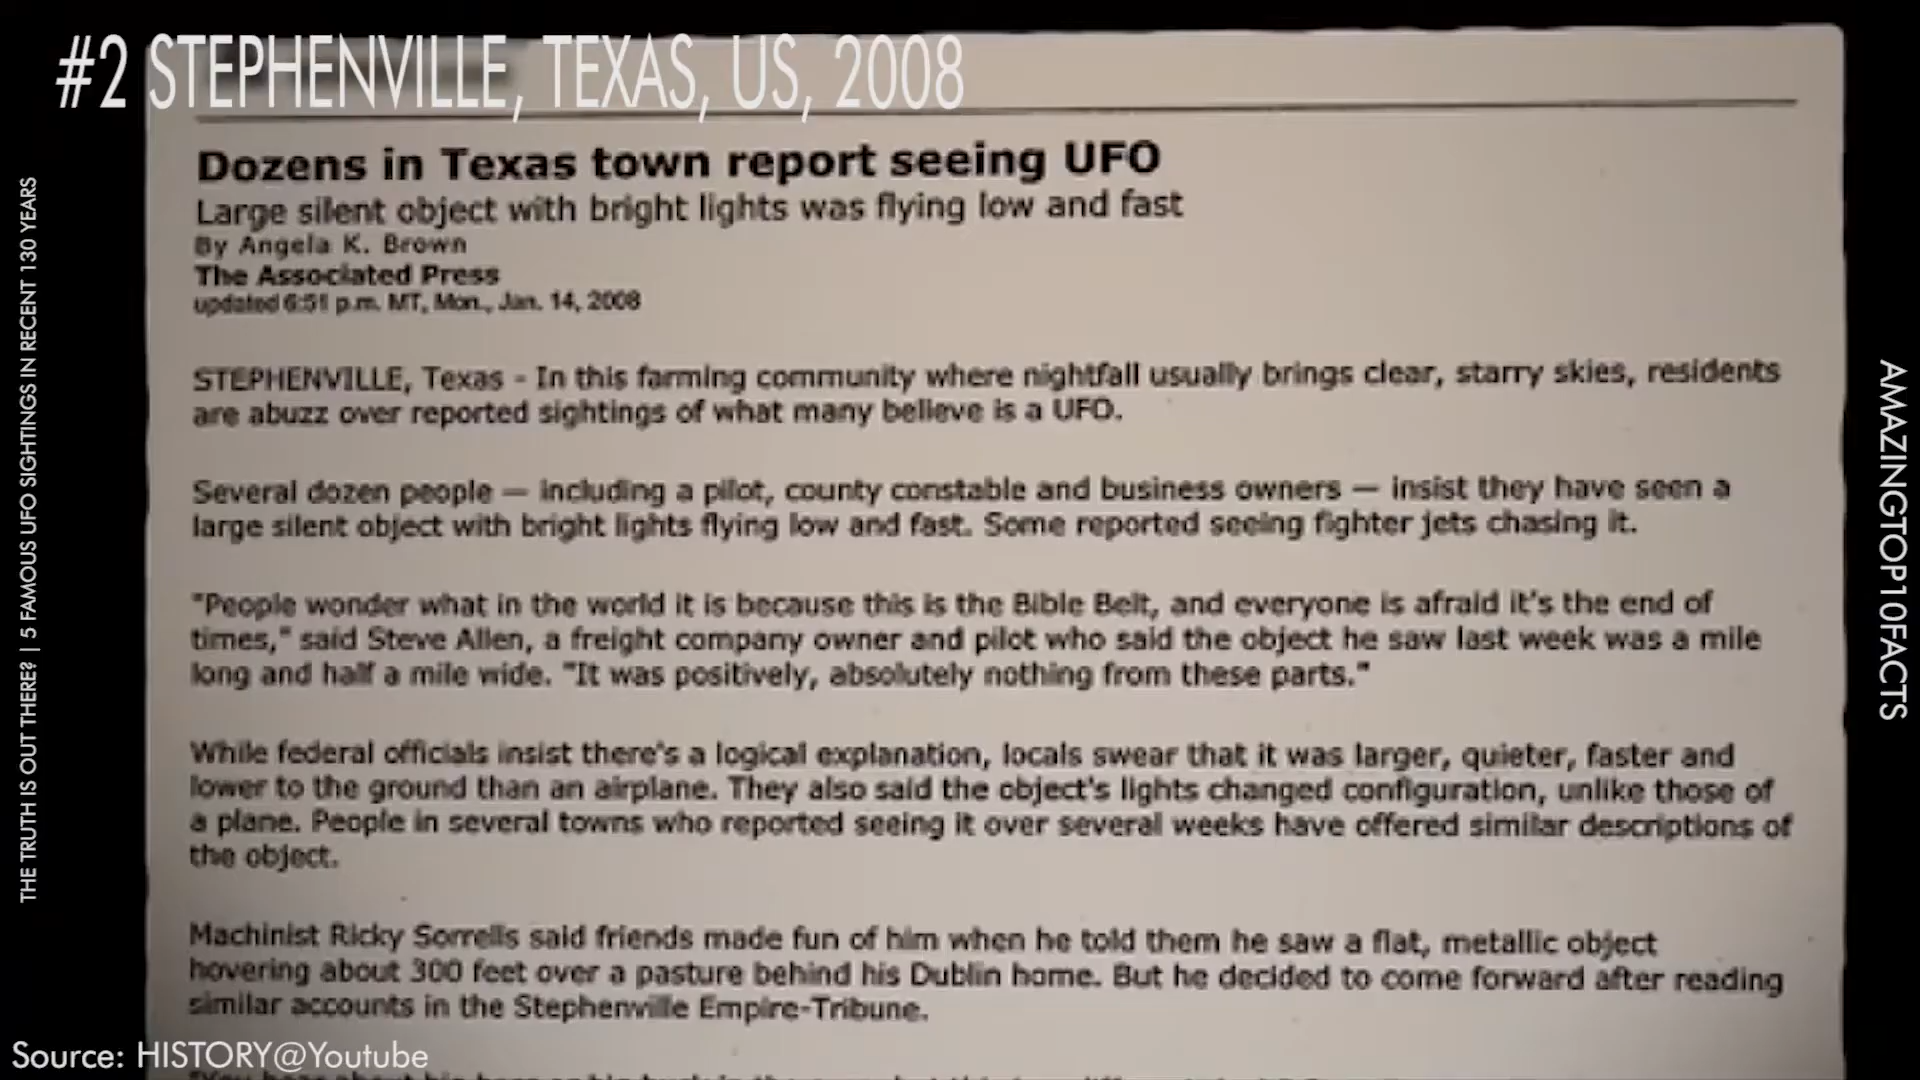 #2 STEPHENVILLE, TEXAS, US, 2008
Dozens in Texas town report seeing UFO
Large silent object with bright lights was flying low and fast
By Angela K. Brown
The Associated Press
updated 6:51 p.m. MT, Mon., Jan. 14, 2008
STEPHENVILLE, Texas - In this farming community where nightfall usually brings clear, starry skies, residents
are abuzz over reported sightings of what many believe is a UFO.
Several dozen people — including a pilot, county constable and business owners — insist they have seen a
large silent object with bright lights flying low and fast. Some reported seeing fighter jets chasing it.
"People wonder what in the world it is because this is the Bible Belt, and everyone is afraid it's the end of
times," said Steve Allen, a freight company owner and pilot who said the object he saw last week was a mile
long and half a mile wide. "It was positively, absolutely nothing from these parts."
While federal officials insist there's a logical explanation, locals swear that it was larger, quieter, faster and
lower to the ground than an airplane. They also said the object's lights changed configuration, unlike those of
a plane. People in several towns who reported seeing it over several weeks have offered similar descriptions of
the object.
Machinist Ricky Sorrells said friends made fun of him when he told them he saw a flat, metallic object
hovering about 300 feet over a pasture behind his Dublin home. But he decided to come forward after reading
similar accounts in the Stephenville Empire-Tribune.
Source: HISTORY@Youtube
THE TRUTH IS OUT THERE? | 5 FAMOUS UFO SIGHTINGS IN RECENT 130 YEARS
AMAZINGTOP10FACTS